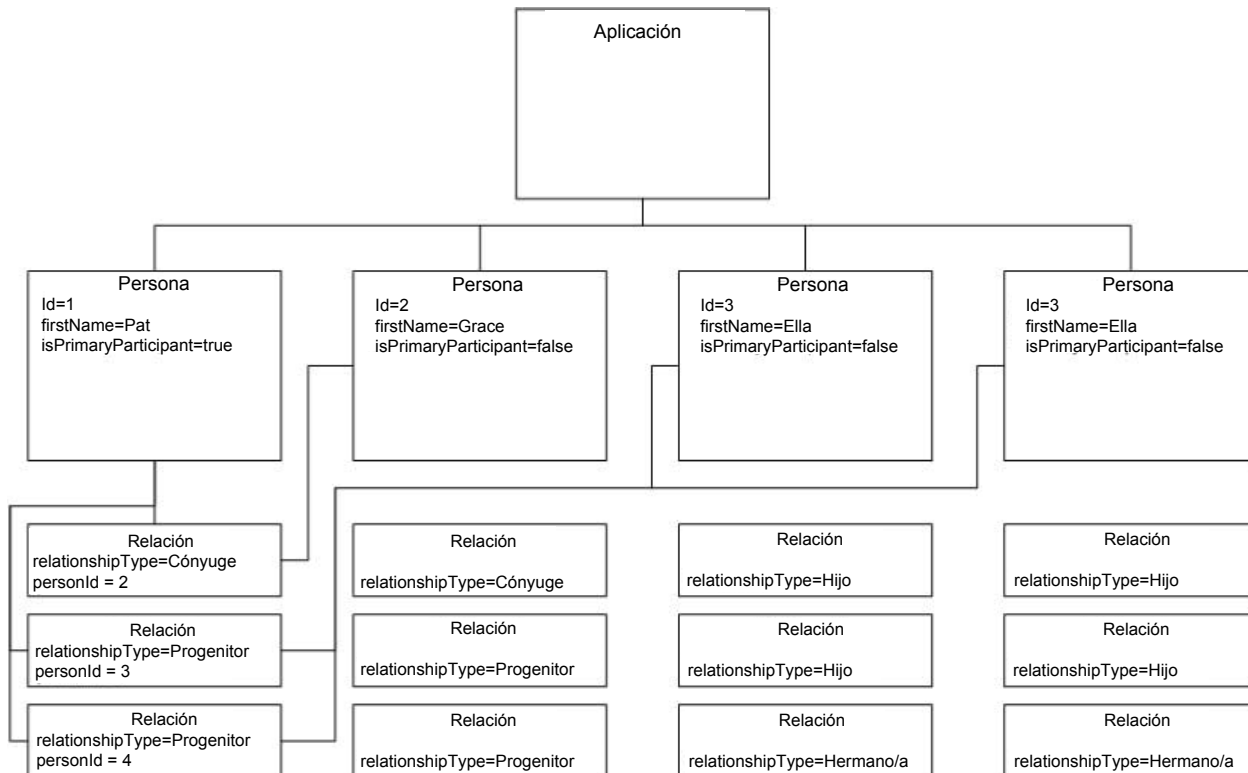 Aplicación
Persona
Id=1
firstName=Pat
isPrimaryParticipant=true
Persona
Id=2
firstName=Grace
isPrimaryParticipant=false
Persona
Id=3
firstName=Ella
isPrimaryParticipant=false
Persona
Id=3
firstName=Ella
isPrimaryParticipant=false
Relación
relationshipType=Cónyuge
personId = 2
Relación
relationshipType=Cónyuge
Relación
relationshipType=Hijo
Relación
relationshipType=Hijo
Relación
relationshipType=Progenitor
personId = 3
Relación
relationshipType=Progenitor
Relación
relationshipType=Hijo
Relación
relationshipType=Hijo
Relación
relationshipType=Progenitor
personId = 4
Relación
relationshipType=Progenitor
Relación
relationshipType=Hermano/a
Relación
relationshipType=Hermano/a